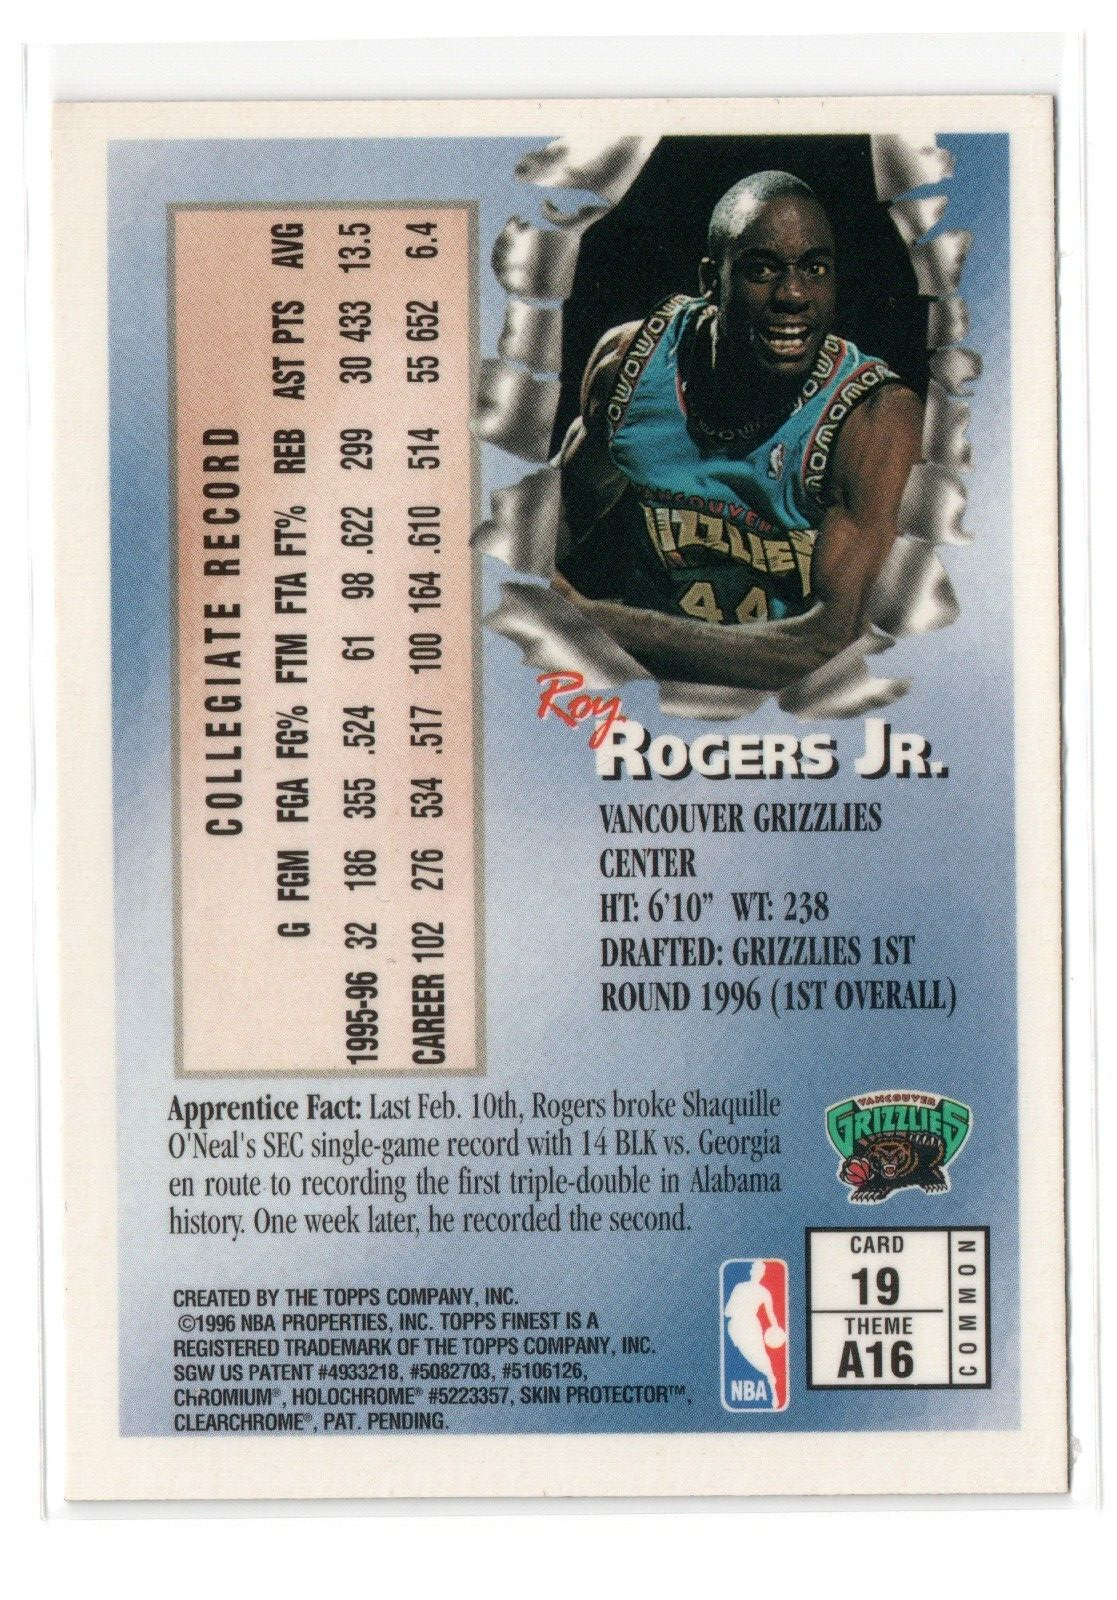 COLLEGIATE RECORD
G FGM FGA FG% FTM FTA FT% REB AST PTS AVG
1995-96 32 186 355 .524 61 98 .622 299 30 433 13.5
CAREER 102 276 534 .517 100 164 .610 514 55 652 6.4
VANCOUVER
GRIZZLIES
44
Roy
ROGERS JR.
VANCOUVER GRIZZLIES
CENTER
HT: 6'10” WT: 238
DRAFTED: GRIZZLIES 1ST
ROUND 1996 (1ST OVERALL)
Apprentice Fact: Last Feb. 10th, Rogers broke Shaquille
O'Neal's SEC single-game record with 14 BLK vs. Georgia
en route to recording the first triple-double in Alabama
history. One week later, he recorded the second.
VANCOUVER
GRIZZLIES
CREATED BY THE TOPPS COMPANY, INC.
©1996 NBA PROPERTIES, INC. TOPPS FINEST IS A
REGISTERED TRADEMARK OF THE TOPPS COMPANY, INC.
SGW US PATENT #4933218, #5082703, #5106126,
CHROMIUM®, HOLOCHROME® #5223357, SKIN PROTECTOR™,
CLEARCHROME®, PAT. PENDING.
NBA
CARD
19
THEME
A16
COMMON